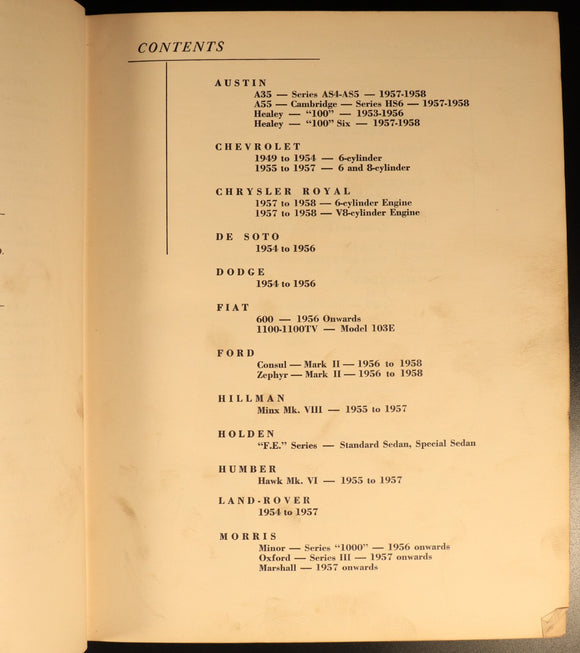 CONTENTS
AUSTIN
A35 — Series AS4-AS5 — 1957-1958
A55 — Cambridge — Series HS6 — 1957-1958
Healey — “100” — 1953-1956
Healey — “100” Six — 1957-1958
CHEVROLET
1949 to 1954 — 6-cylinder
1955 to 1957 — 6 and 8-cylinder
CHRYSLER ROYAL
1957 to 1958 — 6-cylinder Engine
1957 to 1958 — V8-cylinder Engine
DE SOTO
1954 to 1956
DODGE
1954 to 1956
FIAT
600 — 1956 Onwards
1100-1100TV — Model 103E
FORD
Consul — Mark II — 1956 to 1958
Zephyr — Mark II — 1956 to 1958
HILLMAN
Minx Mk. VIII — 1955 to 1957
HOLDEN
“F.E.” Series — Standard Sedan, Special Sedan
HUMBER
Hawk Mk. VI — 1955 to 1957
LAND-ROVER
1954 to 1957
MORRIS
Minor — Series “1000” — 1956 onwards
Oxford — Series III — 1957 onwards
Marshall — 1957 onwards